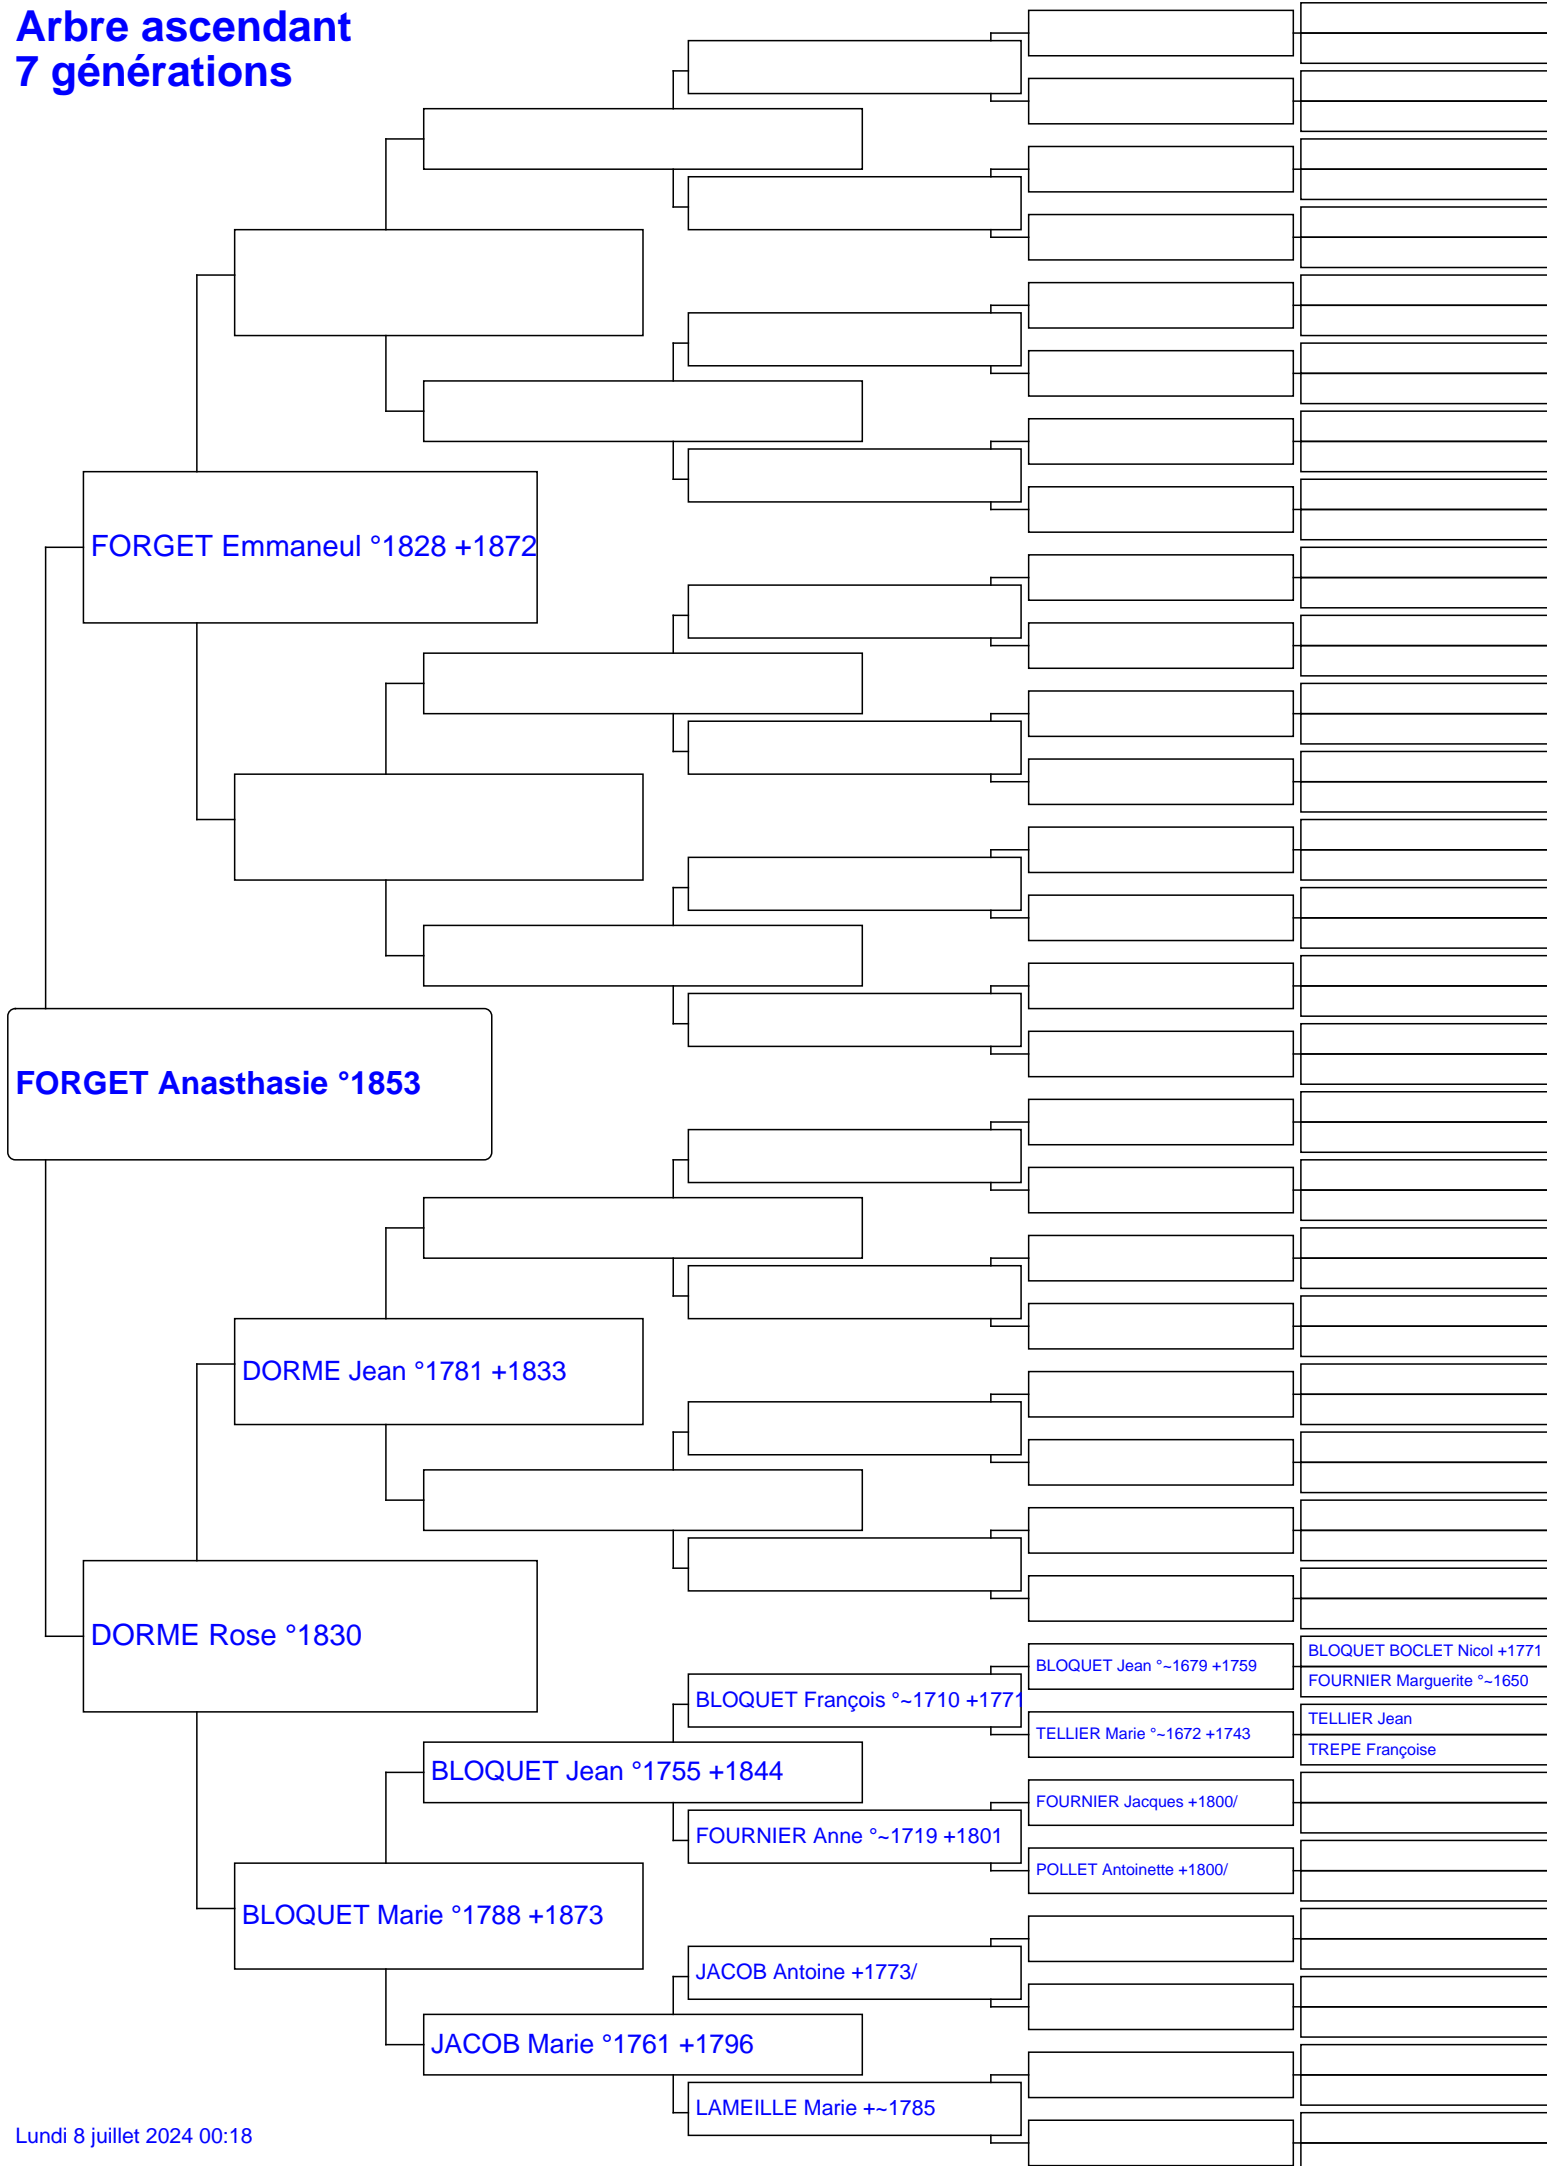 Arbre ascendant
7 générations
FORGET Emmaneul °1828 +1872
FORGET Anasthasie °1853
DORME Jean °1781 +1833
DORME Rose °1830
BLOQUET BOCLET Nicol +1771
BLOQUET Jean °~1679 +1759
FOURNIER Marguerite °~1650
BLOQUET François °~1710 +1771
TELLIER Jean
TELLIER Marie °~1672 +1743
TREPE Françoise
BLOQUET Jean °1755 +1844
FOURNIER Jacques +1800/
FOURNIER Anne °~1719 +1801
POLLET Antoinette +1800/
BLOQUET Marie °1788 +1873
JACOB Antoine +1773/
JACOB Marie °1761 +1796
LAMEILLE Marie +~1785
Lundi 8 juillet 2024 00:18